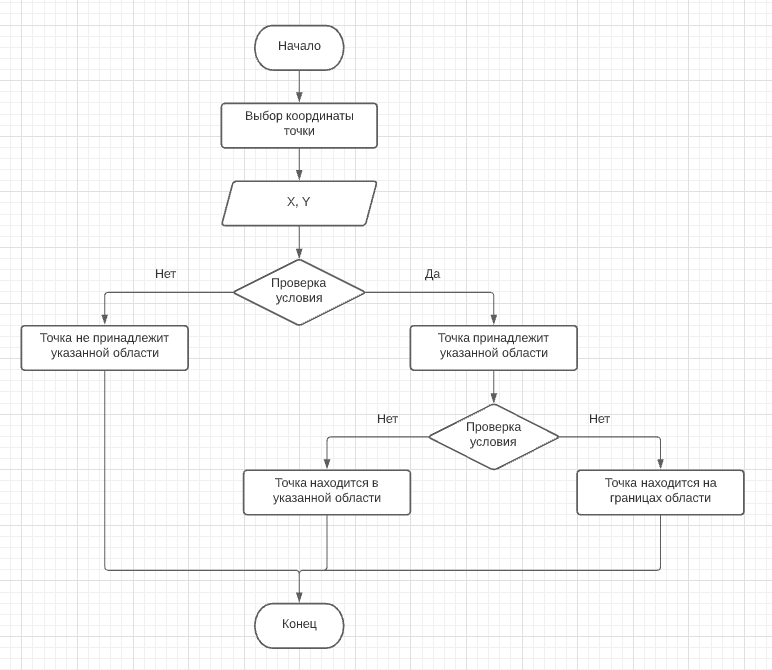 Начало
Выбор координаты
точки
X, Y
Нет
Да
Проверка
условия
Точка не принадлежит
указанной области
Точка принадлежит
указанной области
Нет
Нет
Проверка
условия
Точка находится в
указанной области
Точка находится на
границах области
Конец